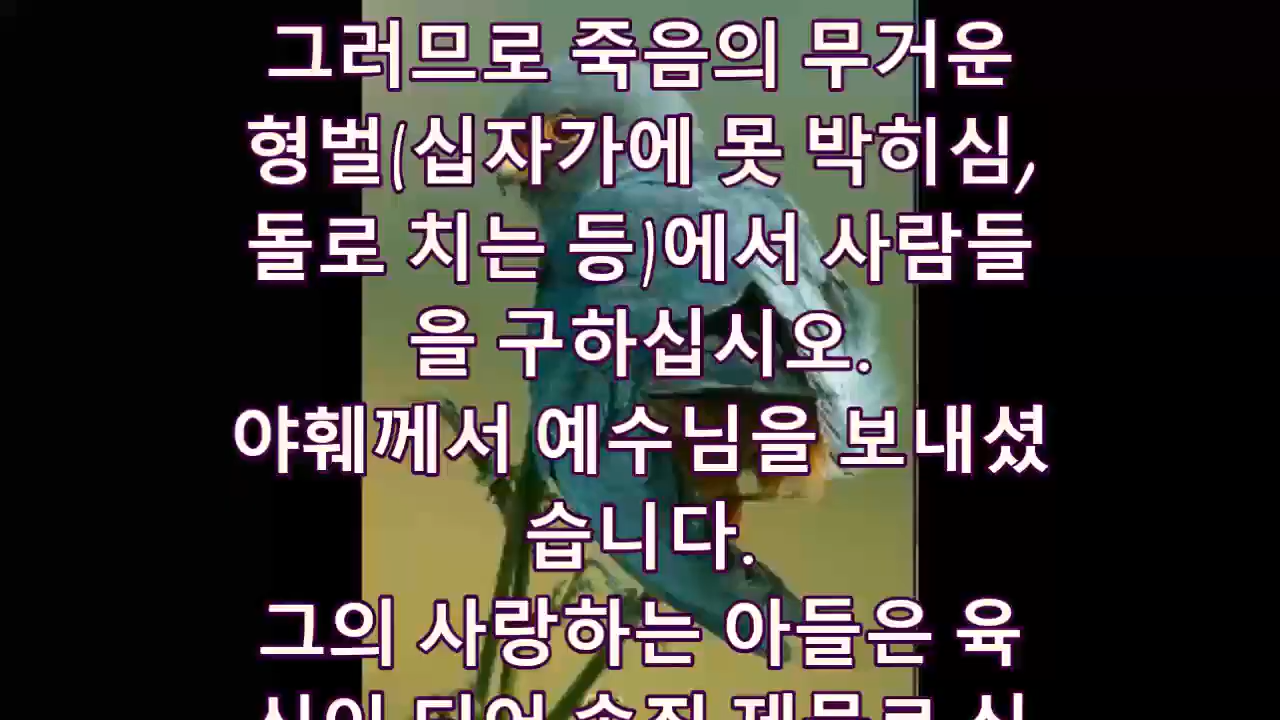 그러므로 죽음의 무거운
형벌(십자가에 못 박히심,
돌로 치는 등)에서 사람들
을 구하십시오.
야훼께서 예수님을 보내셨
습니다.
그의 사랑하는 아들은 육